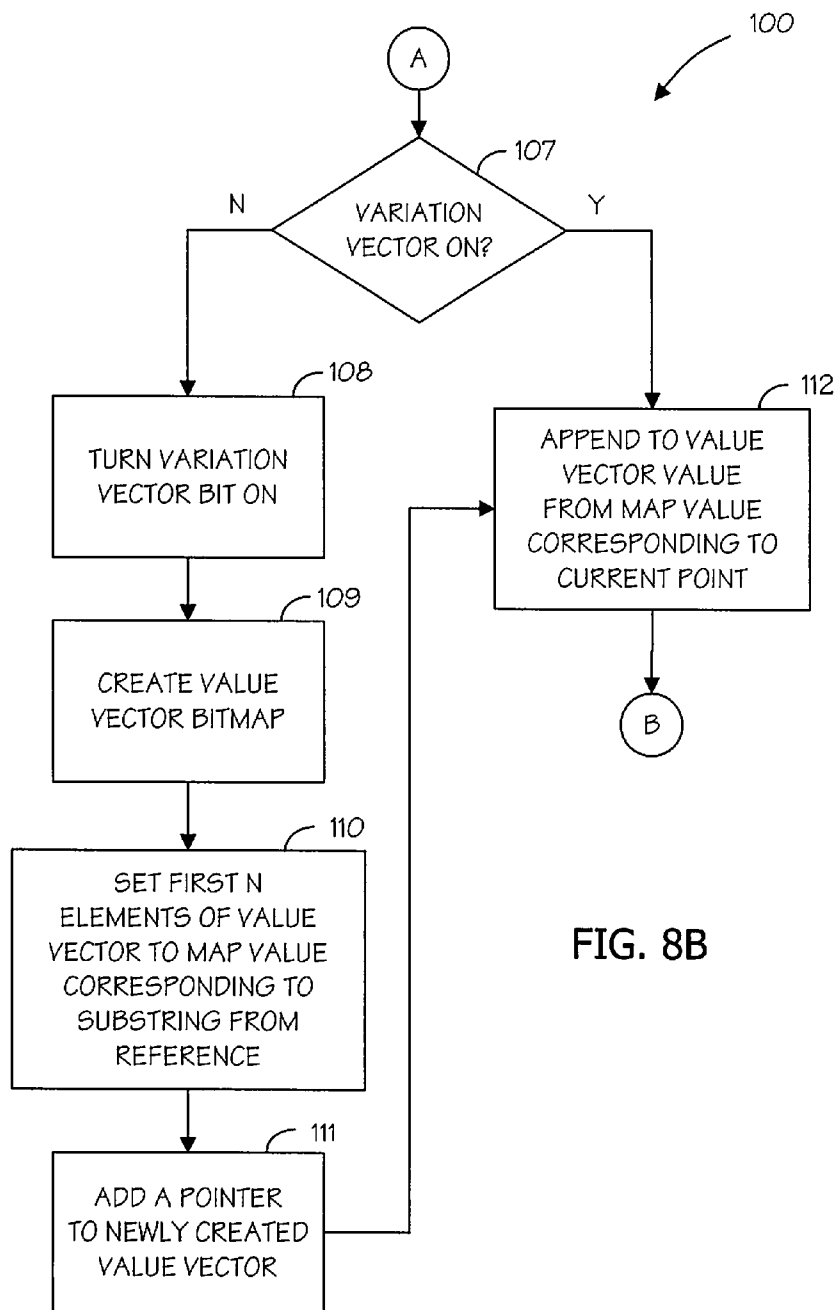 100
A
107
N
Y
VARIATION
VECTOR ON?
108
TURN VARIATION
VECTOR BIT ON
112
APPEND TO VALUE
VECTOR VALUE
FROM MAP VALUE
CORRESPONDING TO
CURRENT POINT
109
CREATE VALUE
VECTOR BITMAP
B
110
SET FIRST N
ELEMENTS OF VALUE
VECTOR TO MAP VALUE
CORRESPONDING TO
SUBSTRING FROM
REFERENCE
FIG. 8B
111
ADD A POINTER
TO NEWLY CREATED
VALUE VECTOR